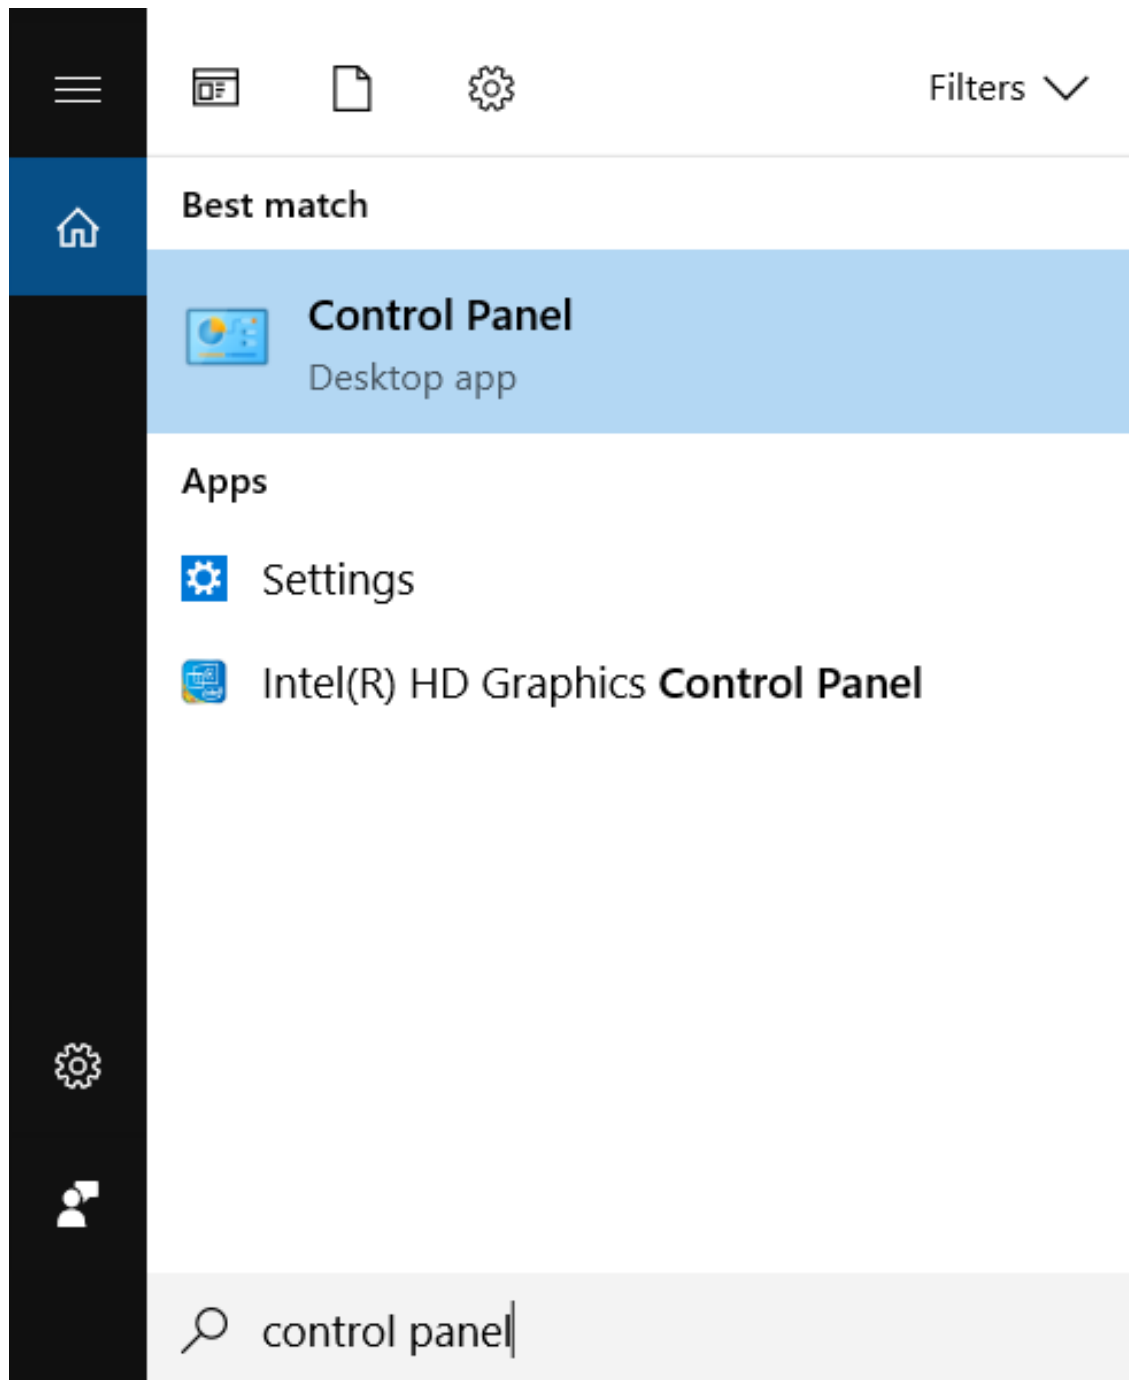 Filters
Best match
Control Panel
Desktop app
Apps
Settings
Intel(R) HD Graphics Control Panel
control panel